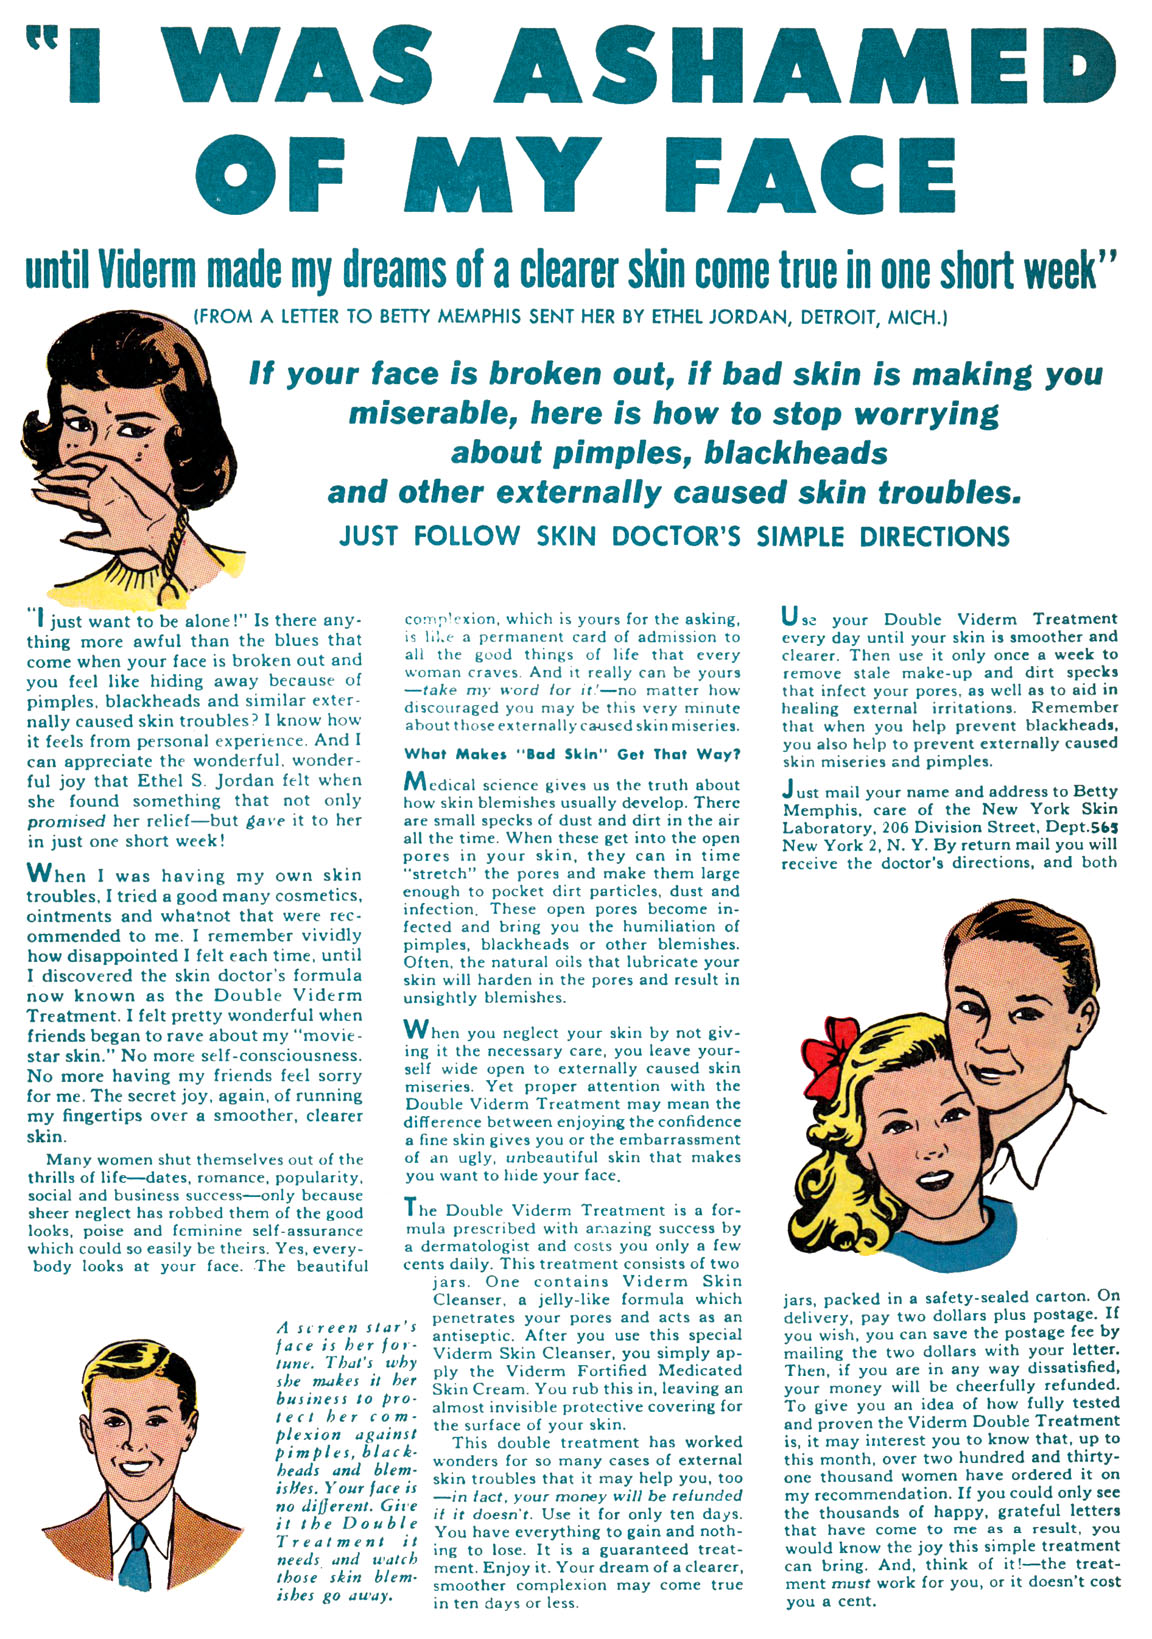 "I WAS ASHAMED
OF MY FACE
until Viderm made my dreams of a clearer skin come true in one short week"
(FROM A LETTER TO BETTY MEMPHIS SENT HER BY ETHEL JORDAN, DETROIT, MICH.)
If your face is broken out, if bad skin is making you
miserable, here is how to stop worrying
about pimples, blackheads
and other externally caused skin troubles.
JUST FOLLOW SKIN DOCTOR'S SIMPLE DIRECTIONS
"I just want to be alone!" Is there any-
thing more awful than the blues that
come when your face is broken out and
you feel like hiding away because of
pimples, blackheads and similar exter-
nally caused skin troubles? I know how
it feels from personal experience. And I
can appreciate the wonderful, wonder-
ful joy that Ethel S. Jordan felt when
she found something that not only
promised her relief—but gave it to her
in just one short week!
When I was having my own skin
troubles, I tried a good many cosmetics,
ointments and whatnot that were rec-
ommended to me. I remember vividly
how disappointed I felt each time, until
I discovered the skin doctor's formula
now known as the Double Viderm
Treatment. I felt pretty wonderful when
friends began to rave about my "movie-
star skin." No more self-consciousness.
No more having my friends feel sorry
for me. The secret joy, again, of running
my fingertips over a smoother, clearer
skin.
Many women shut themselves out of the
thrills of life—dates, romance, popularity,
social and business success—only because
sheer neglect has robbed them of the good
looks, poise and feminine self-assurance
which could so easily be theirs. Yes, every-
body looks at your face. The beautiful
A screen star's
face is her for-
tune. That's why
she makes it her
business to pro-
tect her com-
plexion against
pimples, black-
heads and blem-
ishes. Your face is
no different. Give
it the Double
Treatment it
needs and watch
those skin blem-
ishes go away.
complexion, which is yours for the asking,
is like a permanent card of admission to
all the good things of life that every
woman craves. And it really can be yours
—take my word for it!—no matter how
discouraged you may be this very minute
about those externally caused skin miseries.
What Makes "Bad Skin" Get That Way?
Medical science gives us the truth about
how skin blemishes usually develop. There
are small specks of dust and dirt in the air
all the time. When these get into the open
pores in your skin, they can in time
"stretch" the pores and make them large
enough to pocket dirt particles, dust and
infection. These open pores become in-
fected and bring you the humiliation of
pimples, blackheads or other blemishes.
Often, the natural oils that lubricate your
skin will harden in the pores and result in
unsightly blemishes.
When you neglect your skin by not giv-
ing it the necessary care, you leave your-
self wide open to externally caused skin
miseries. Yet proper attention with the
Double Viderm Treatment may mean the
difference between enjoying the confidence
a fine skin gives you or the embarrassment
of an ugly, unbeautiful skin that makes
you want to hide your face.
The Double Viderm Treatment is a for-
mula prescribed with amazing success by
a dermatologist and costs you only a few
cents daily. This treatment consists of two
jars. One contains Viderm Skin
Cleanser, a jelly-like formula which
penetrates your pores and acts as an
antiseptic. After you use this special
Viderm Skin Cleanser, you simply ap-
ply the Viderm Fortified Medicated
Skin Cream. You rub this in, leaving an
almost invisible protective covering for
the surface of your skin.
This double treatment has worked
wonders for so many cases of external
skin troubles that it may help you, too
—in fact, your money will be refunded
if it doesn't. Use it for only ten days.
You have everything to gain and noth-
ing to lose. It is a guaranteed treat-
ment. Enjoy it. Your dream of a clearer,
smoother complexion may come true
in ten days or less.
Use your Double Viderm Treatment
every day until your skin is smoother and
clearer. Then use it only once a week to
remove stale make-up and dirt specks
that infect your pores, as well as to aid in
healing external irritations. Remember
that when you help prevent blackheads,
you also help to prevent externally caused
skin miseries and pimples.
Just mail your name and address to Betty
Memphis, care of the New York Skin
Laboratory, 206 Division Street, Dept.565
New York 2, N. Y. By return mail you will
receive the doctor's directions, and both
jars, packed in a safety-sealed carton. On
delivery, pay two dollars plus postage. If
you wish, you can save the postage fee by
mailing the two dollars with your letter.
Then, if you are in any way dissatisfied,
your money will be cheerfully refunded.
To give you an idea of how fully tested
and proven the Viderm Double Treatment
is, it may interest you to know that, up to
this month, over two hundred and thirty-
one thousand women have ordered it on
my recommendation. If you could only see
the thousands of happy, grateful letters
that have come to me as a result, you
would know the joy this simple treatment
can bring. And, think of it!—the treat-
ment must work for you, or it doesn't cost
you a cent.